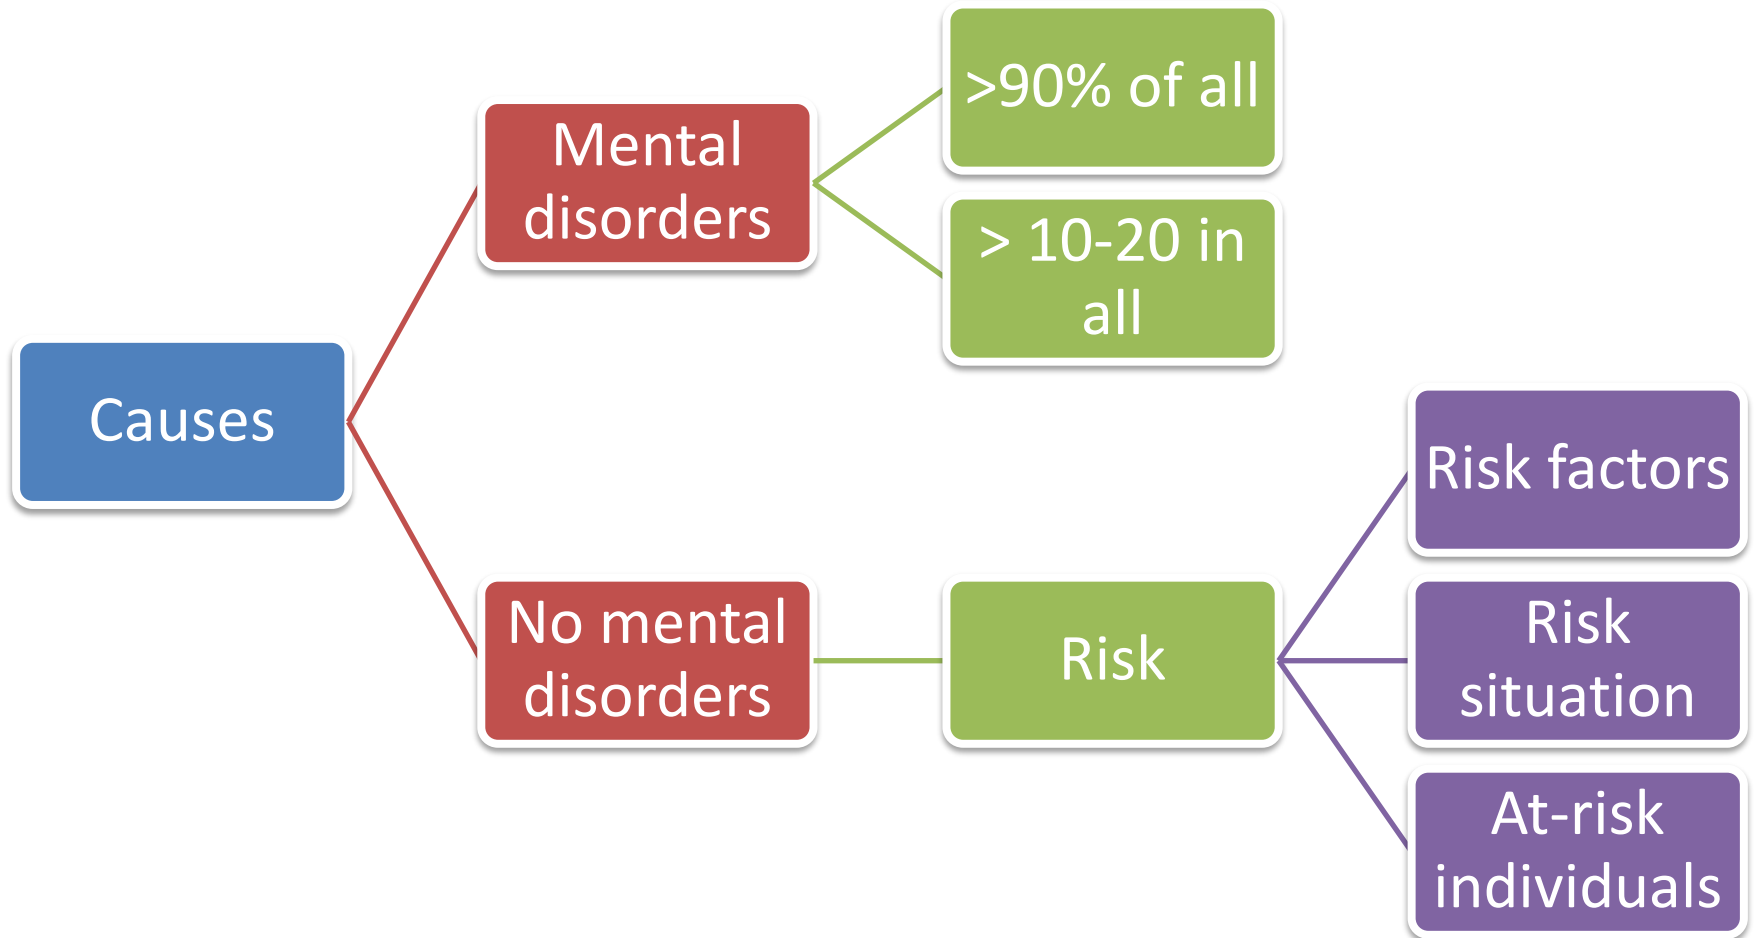 Causes
Mental
disorders
>90% of all
> 10-20 in
all
No mental
disorders
Risk
Risk factors
Risk
situation
At-risk
individuals